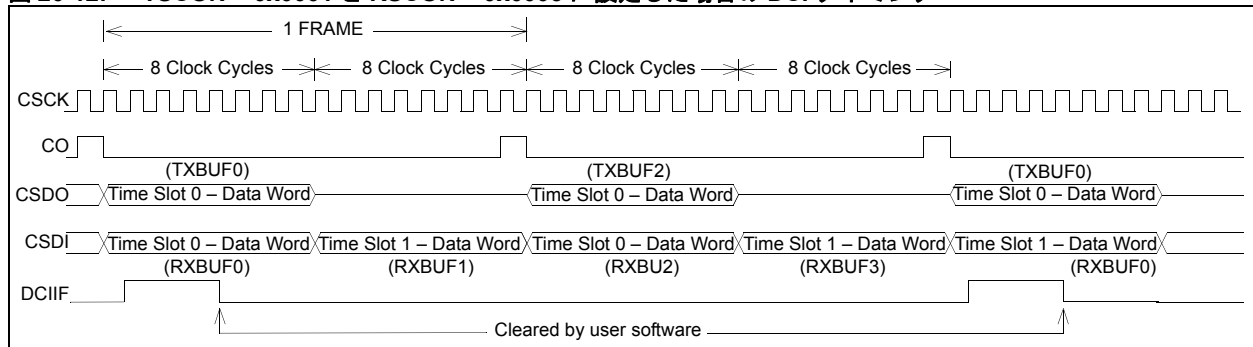 1 FRAME
8 Clock Cycles 8 Clock Cycles 8 Clock Cycles 8 Clock Cycles
CSCK
CO
(TXBUF0) (TXBUF2) (TXBUF0)
CSDO Time Slot 0 – Data Word Time Slot 0 – Data Word Time Slot 0 – Data Word
CSDI Time Slot 0 – Data Word Time Slot 1 – Data Word Time Slot 0 – Data Word Time Slot 1 – Data Word Time Slot 1 – Data Word
(RXBUF0) (RXBUF1) (RXBU2) (RXBUF3) (RXBUF0)
DCIIF
Cleared by user software